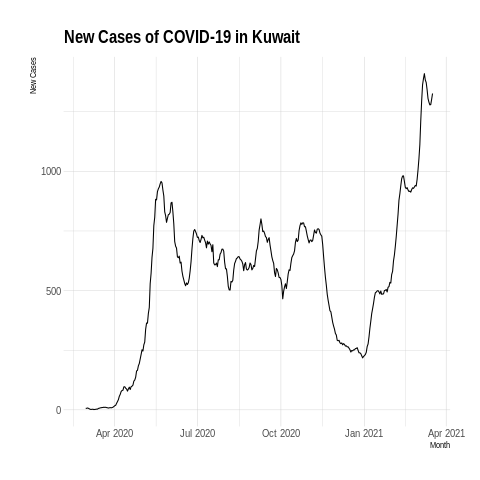 New Cases of COVID-19 in Kuwait
New Cases
1000
500
0
Apr 2020 Jul 2020 Oct 2020 Jan 2021 Apr 2021
Month